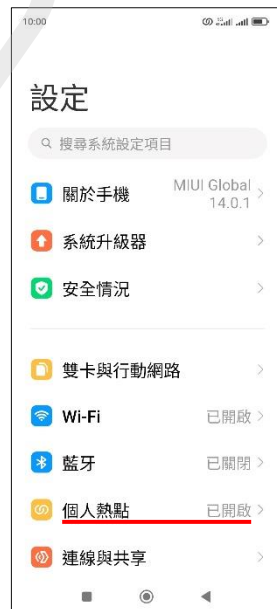 10:00
設定
搜尋系統設定項目
關於手機
MIUI Global
14.0.1
系統升級器
安全情況
雙卡與行動網路
Wi-Fi 已開啟
藍牙 已關閉
個人熱點 已開啟
連線與共享